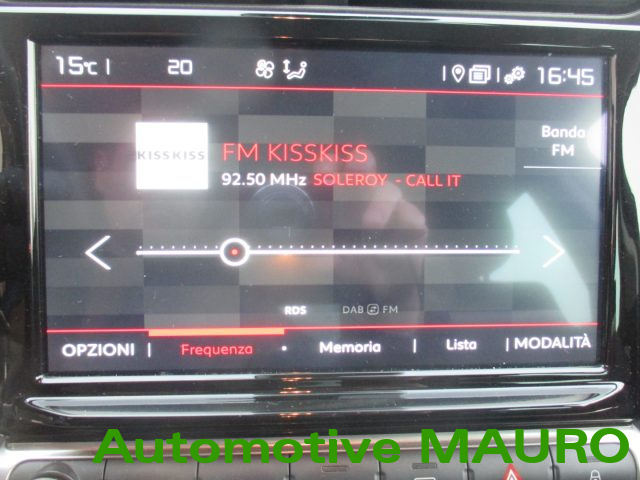 15°C 20 16:45
KISSKISS
FM KISSKISS
92.50 MHz SOLEROY - CALL IT
Banda
FM
RDS DAB FM
OPZIONI Frequenza Memoria Lista MODALITÀ
Automotive MAURO